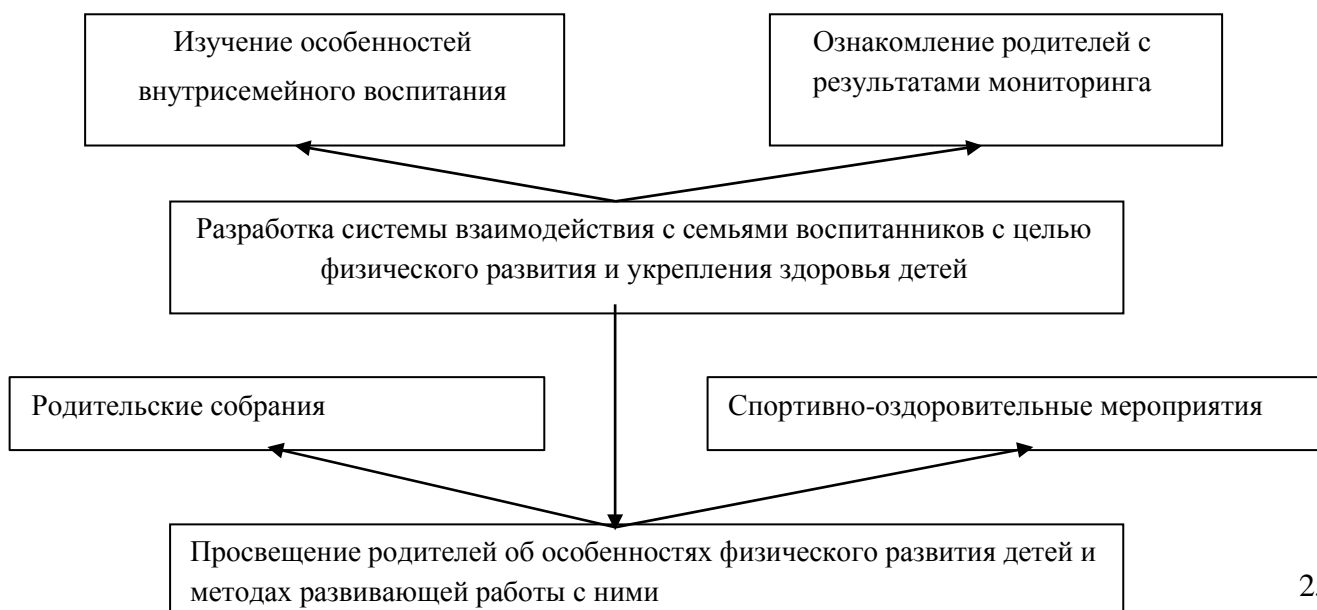 Изучение особенностей
внутрисемейного воспитания
Ознакомление родителей с
результатами мониторинга
Разработка системы взаимодействия с семьями воспитанников с целью
физического развития и укрепления здоровья детей
Родительские собрания
Спортивно-оздоровительные мероприятия
Просвещение родителей об особенностях физического развития детей и
методах развивающей работы с ними